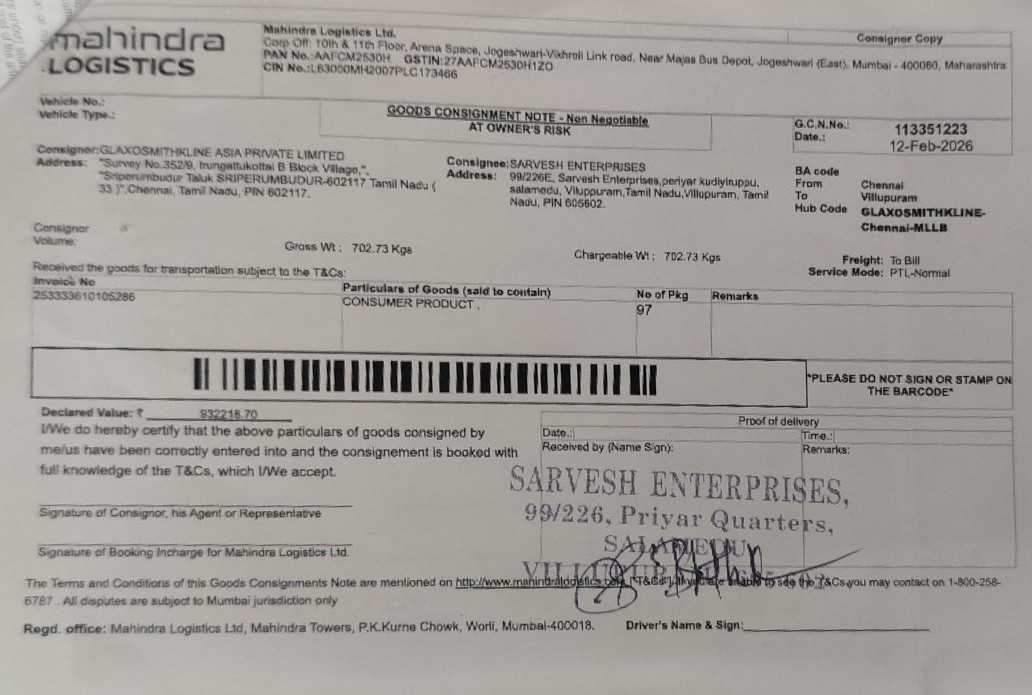 mahindra
LOGISTICS
Mahindra Logistics Ltd.
Corp Off: 10th & 11th Floor, Arena Space, Jogeshwari-Vikhroli Link road, Near Majas Bus Depot, Jogeshwari (East), Mumbai - 400060, Maharashtra
PAN No.:AAFCM2530H GSTIN:27AAFCM2530H1ZO
CIN No.:L63000MH2007PLC173466
Consignor Copy
Vehicle No.:
Vehicle Type.:
GOODS CONSIGNMENT NOTE - Non Negotiable
AT OWNER'S RISK
G.C.N.No.: 113351223
Date.: 12-Feb-2026
Consignor:GLAXOSMITHKLINE ASIA PRIVATE LIMITED
Address: "Survey No.352/9, Irungattukottai B Block Village,",
"Sriperumbudur Taluk SRIPERUMBUDUR-602117 Tamil Nadu (
33 )",Chennai, Tamil Nadu, PIN 602117.
Consignee:SARVESH ENTERPRISES
Address: 99/226E, Sarvesh Enterprises,periyar kudiyiruppu,
salamedu, Viluppuram,Tamil Nadu,Villupuram, Tamil
Nadu, PIN 605602.
BA code
From Chennai
To Villupuram
Hub Code GLAXOSMITHKLINE-
Chennai-MLLB
Consignor
Volume:
Gross Wt : 702.73 Kgs
Chargeable Wt : 702.73 Kgs
Freight: To Bill
Service Mode: PTL-Normal
Received the goods for transportation subject to the T&Cs:
Invoice No Particulars of Goods (said to contain) No of Pkg Remarks
253333610105286 CONSUMER PRODUCT , 97
*PLEASE DO NOT SIGN OR STAMP ON
THE BARCODE*
Declared Value: ₹ 932218.70
I/We do hereby certify that the above particulars of goods consigned by
me/us have been correctly entered into and the consignement is booked with
full knowledge of the T&Cs, which I/We accept.
Proof of delivery
Date.: Time.:
Received by (Name Sign): Remarks:
SARVESH ENTERPRISES,
99/226, Priyar Quarters,
SALAMEDU
Signature of Consignor, his Agent or Representative
Signature of Booking Incharge for Mahindra Logistics Ltd.
The Terms and Conditions of this Goods Consignments Note are mentioned on http://www.mahindralogistics.com ["T&Cs"]. If you are unable to see the T&Cs,you may contact on 1-800-258-
6787 . All disputes are subject to Mumbai jurisdiction only
Regd. office: Mahindra Logistics Ltd, Mahindra Towers, P.K.Kurne Chowk, Worli, Mumbai-400018.
Driver's Name & Sign: